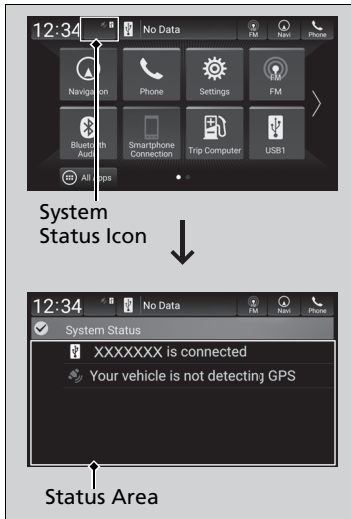 12:34 No Data FM Navi Phone
Navigation Phone Settings FM
Bluetooth Audio Smartphone Connection Trip Computer USB1
All Apps
System
Status Icon
12:34 No Data FM Navi Phone
System Status
XXXXXXX is connected
Your vehicle is not detecting GPS
Status Area